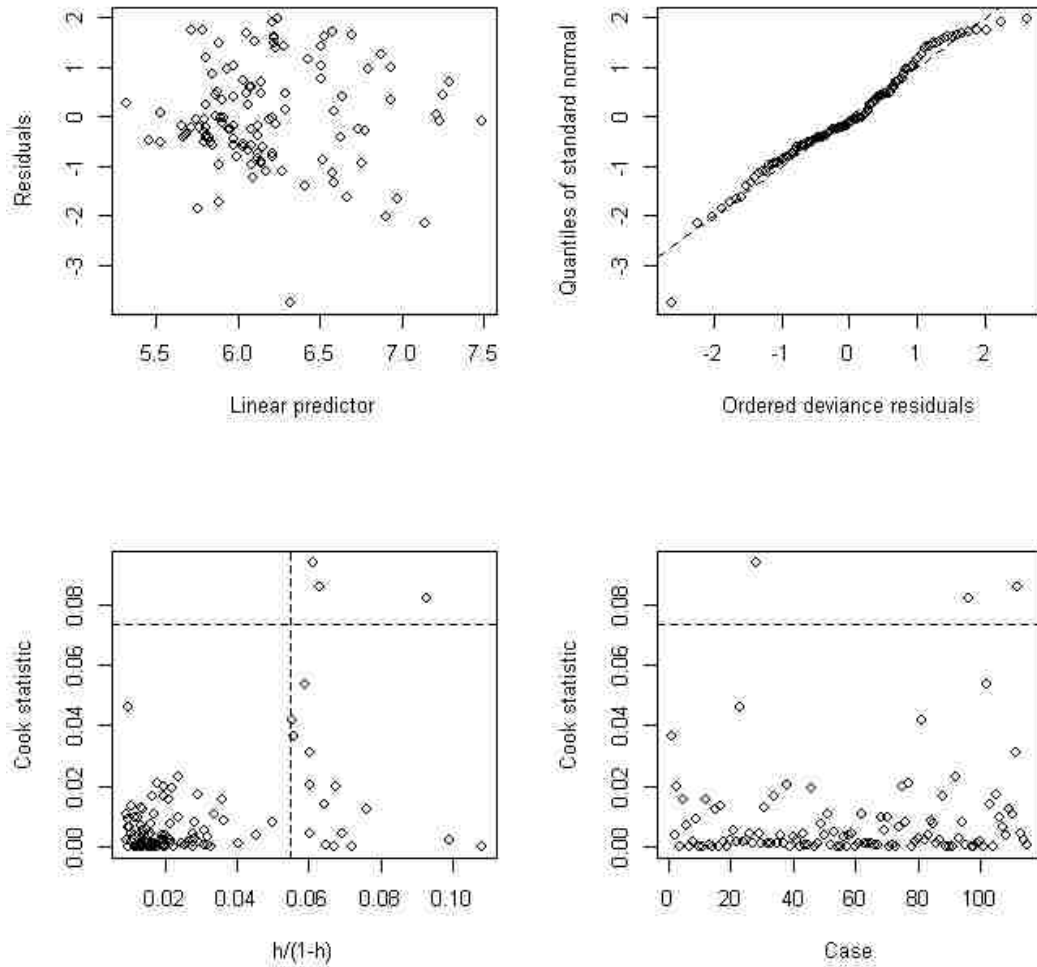 Residuals
2
1
0
-1
-2
-3
5.5 6.0 6.5 7.0 7.5
Linear predictor
Quantiles of standard normal
2
1
0
-1
-2
-3
-2 -1 0 1 2
Ordered deviance residuals
Cook statistic
0.08
0.06
0.04
0.02
0.00
0.02 0.04 0.06 0.08 0.10
h/(1-h)
Cook statistic
0.08
0.06
0.04
0.02
0.00
0 20 40 60 80 100
Case